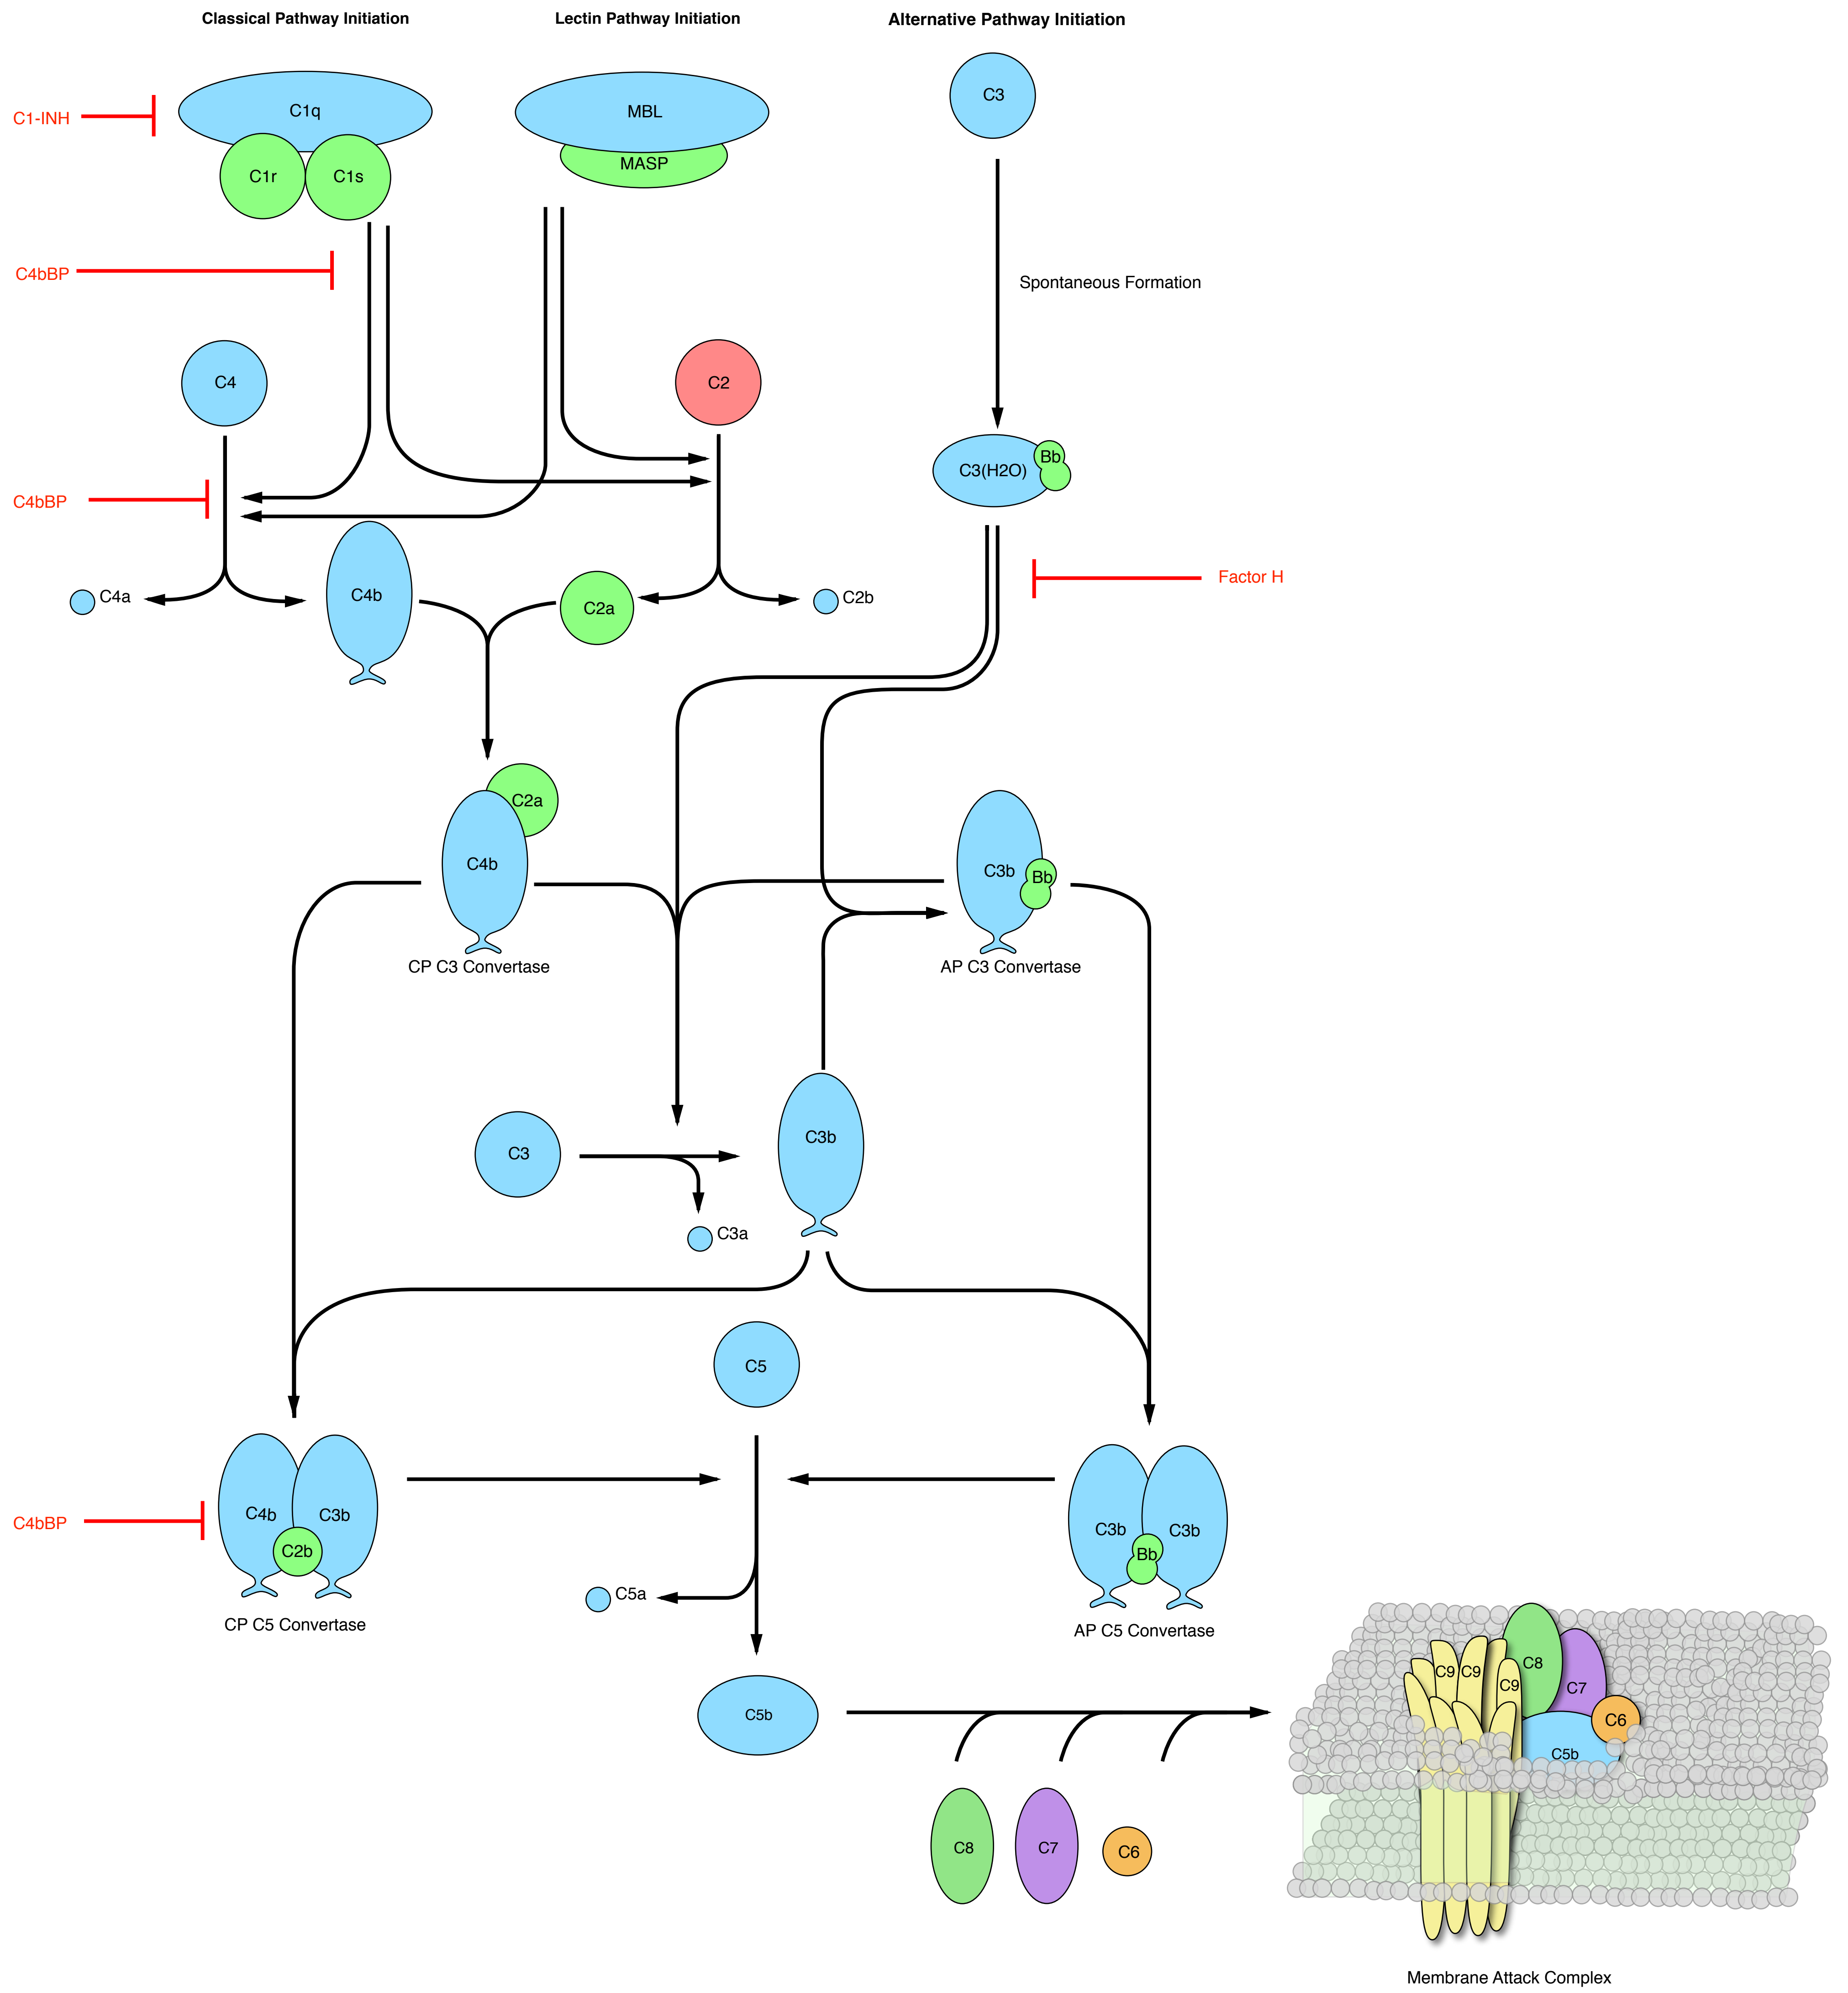 Classical Pathway Initiation
Lectin Pathway Initiation
Alternative Pathway Initiation
C3
C1q
MBL
C1-INH
MASP
C1r
C1s
C4bBP
Spontaneous Formation
C4
C2
Bb
C3(H2O)
C4bBP
Factor H
C4a
C4b
C2a
C2b
C2a
C4b
C3b
Bb
CP C3 Convertase
AP C3 Convertase
C3
C3b
C3a
C5
C4b
C3b
C3b
C3b
C4bBP
C2b
Bb
C5a
CP C5 Convertase
AP C5 Convertase
C8
C9
C9
C9
C7
C5b
C6
C5b
C8
C7
C6
Membrane Attack Complex